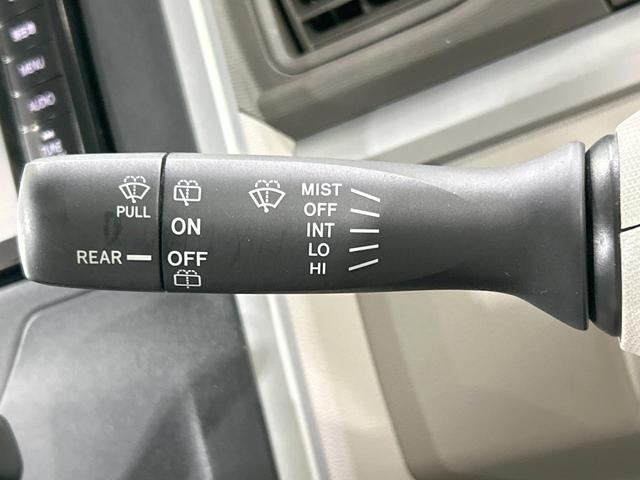 MENU
AUDIO
PULL
REAR
ON
OFF
MIST
OFF
INT
LO
HI